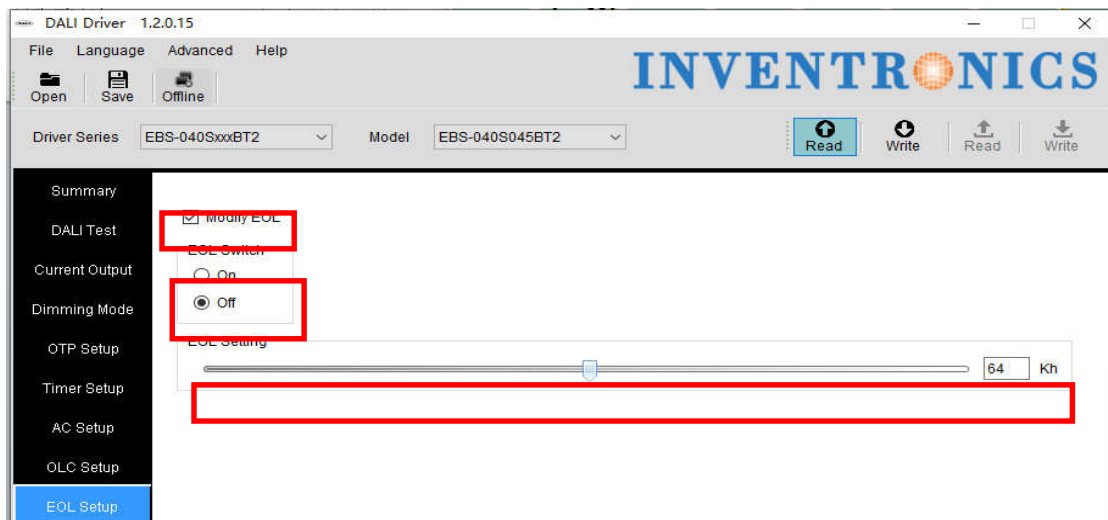 DALI Driver 1.2.0.15
File Language Advanced Help
INVENTRONICS
Open Save Offline
Driver Series EBS-040SxxxBT2 Model EBS-040S045BT2 Read Write Read Write
Summary
DALI Test
Current Output
Dimming Mode
OTP Setup
Timer Setup
AC Setup
OLC Setup
EOL Setup
Modify EOL
EOL Switch
On
Off
EOL Setting
64 Kh